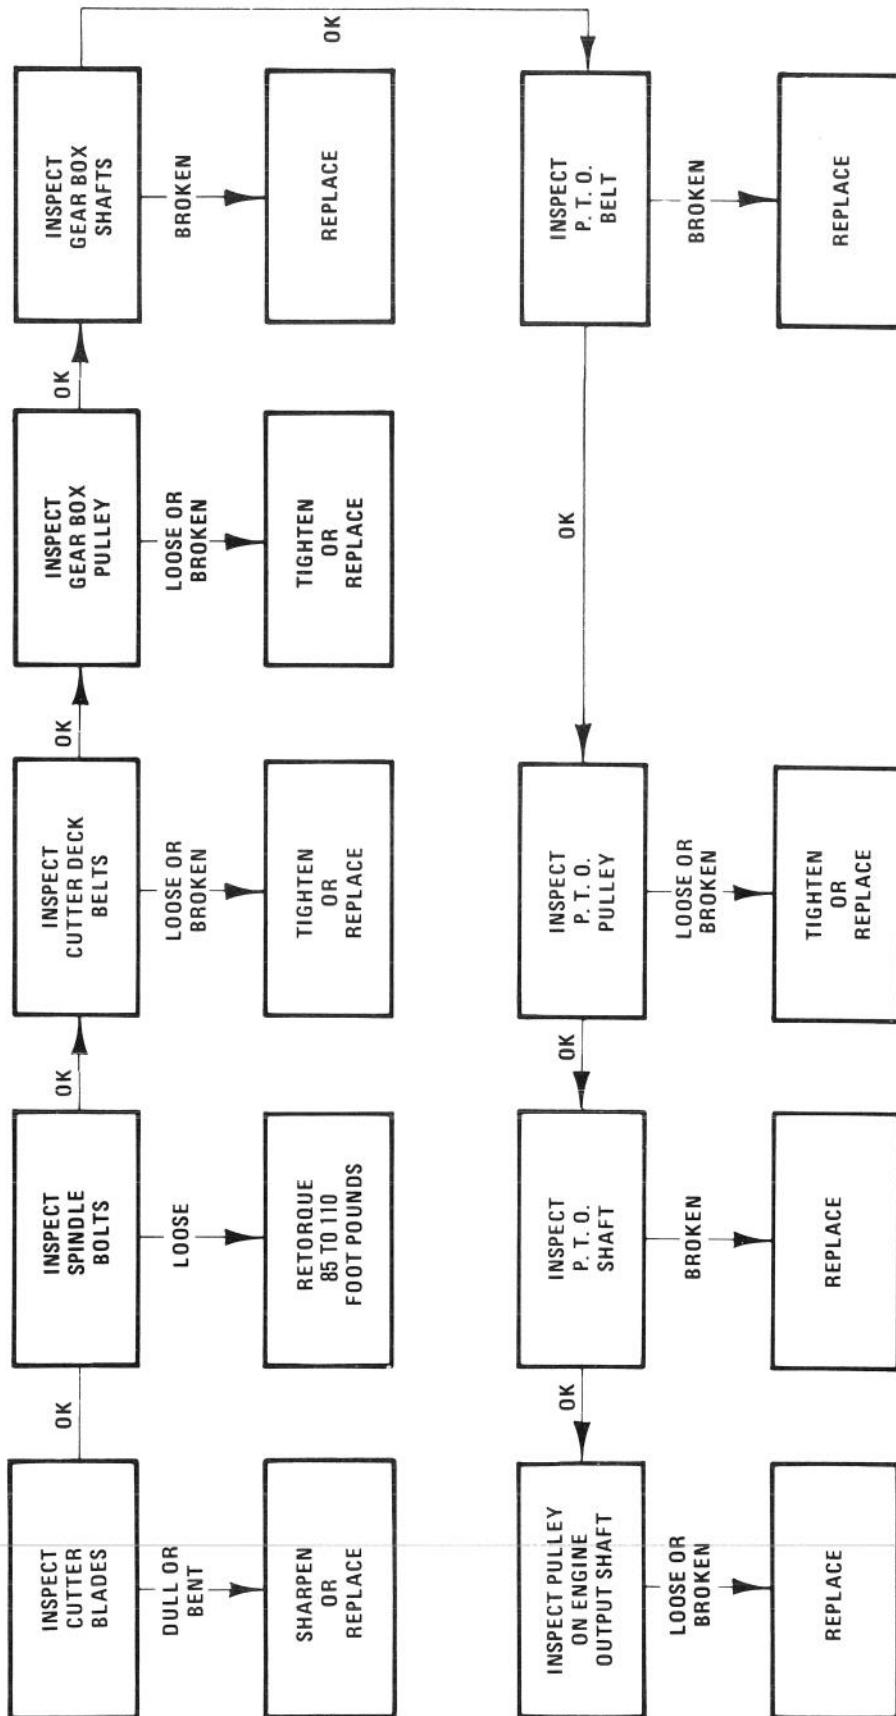 INSPECT
CUTTER
BLADES
OK
INSPECT
SPINDLE
BOLTS
OK
INSPECT
CUTTER DECK
BELTS
OK
INSPECT
GEAR BOX
PULLEY
OK
INSPECT
GEAR BOX
SHAFTS
OK
DULL OR
BENT
LOOSE
LOOSE OR
BROKEN
LOOSE OR
BROKEN
BROKEN
SHARPEN
OR
REPLACE
RETORQUE
85 TO 110
FOOT POUNDS
TIGHTEN
OR
REPLACE
TIGHTEN
OR
REPLACE
REPLACE
INSPECT PULLEY
ON ENGINE
OUTPUT SHAFT
OK
INSPECT
P. T. O.
SHAFT
OK
INSPECT
P. T. O.
PULLEY
OK
INSPECT
P. T. O.
BELT
LOOSE OR
BROKEN
BROKEN
LOOSE OR
BROKEN
BROKEN
REPLACE
REPLACE
TIGHTEN
OR
REPLACE
REPLACE